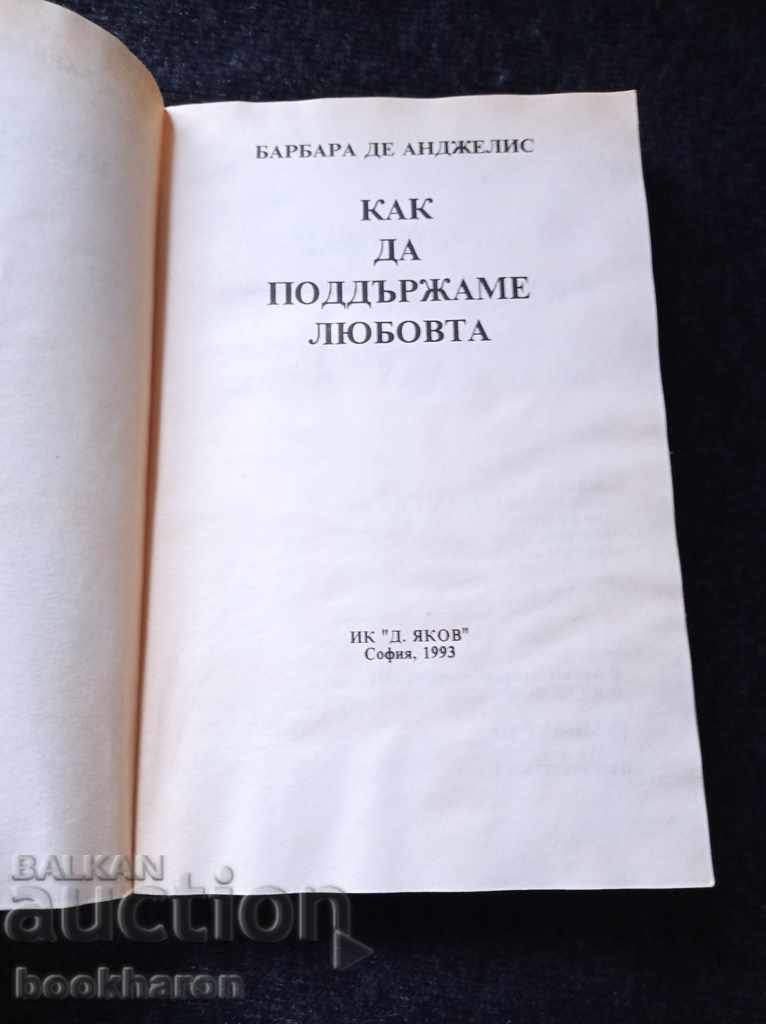 БАРБАРА ДЕ АНДЖЕЛИС
КАК
ДА
ПОДДЪРЖАМЕ
ЛЮБОВТА
ИК "Д. ЯКОВ"
София, 1993
BALKAN
auction
bookharon